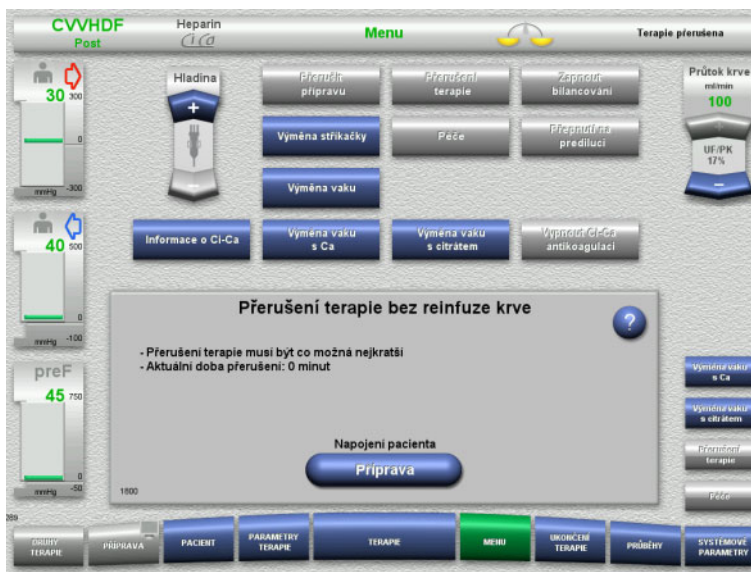 CVVHDF
Post
Heparin
Ci Ca
Menu
Terapie přerušena
30
300
0
-300
mmHg
Hladina
+
−
Přerušit
přípravu
Přerušení
terapie
Zapnout
bilancování
Výměna stříkačky
Péče
Přepnutí na
prediluci
Výměna vaku
Informace o Ci-Ca
Výměna vaku
s Ca
Výměna vaku
s citrátem
Vypnout Ci-Ca
antikoagulaci
Průtok krve
ml/min
100
UF/PK
17%
−
40
500
0
-100
mmHg
preF
45
750
0
-50
mmHg
Přerušení terapie bez reinfuze krve
?
- Přerušení terapie musí být co možná nejkratší
- Aktuální doba přerušení: 0 minut
Napojení pacienta
Příprava
1600
Výměna vaku
s Ca
Výměna vaku
s citrátem
Přerušení
terapie
Péče
DRUHY
TERAPIE
PŘÍPRAVA
PACIENT
PARAMETRY
TERAPIE
TERAPIE
MENU
UKONČENÍ
TERAPIE
PRŮBĚHY
SYSTÉMOVÉ
PARAMETRY